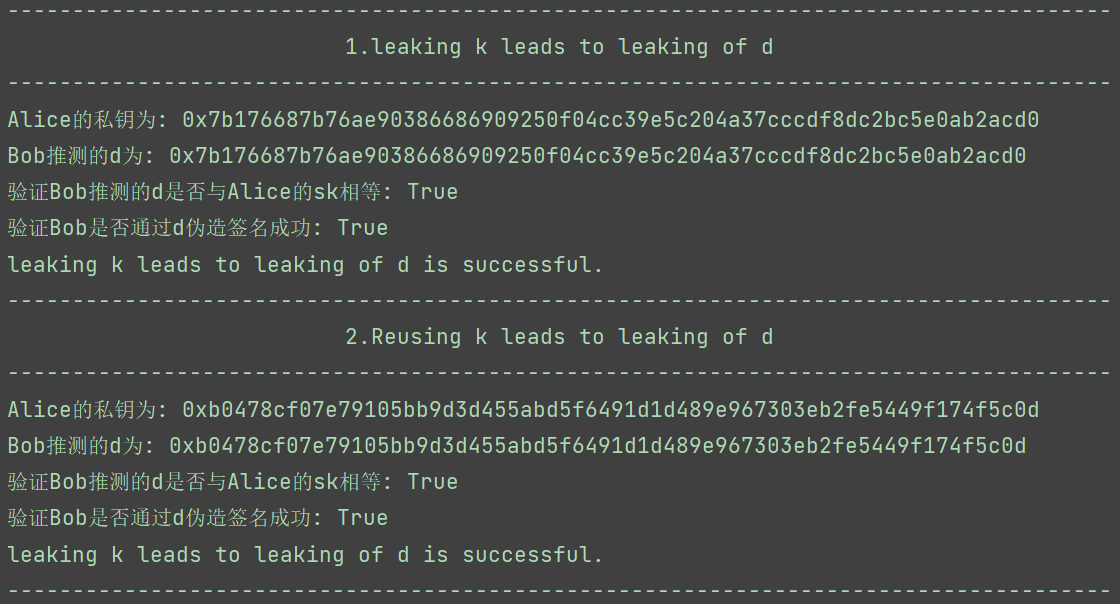 --------------------------------------------------------------------------------------
1.leaking k leads to leaking of d
--------------------------------------------------------------------------------------
Alice的私钥为: 0x7b176687b76ae90386686909250f04cc39e5c204a37cccdf8dc2bc5e0ab2acd0
Bob推测的d为: 0x7b176687b76ae90386686909250f04cc39e5c204a37cccdf8dc2bc5e0ab2acd0
验证Bob推测的d是否与Alice的sk相等: True
验证Bob是否通过d伪造签名成功: True
leaking k leads to leaking of d is successful.
--------------------------------------------------------------------------------------
2.Reusing k leads to leaking of d
--------------------------------------------------------------------------------------
Alice的私钥为: 0xb0478cf07e79105bb9d3d455abd5f6491d1d489e967303eb2fe5449f174f5c0d
Bob推测的d为: 0xb0478cf07e79105bb9d3d455abd5f6491d1d489e967303eb2fe5449f174f5c0d
验证Bob推测的d是否与Alice的sk相等: True
验证Bob是否通过d伪造签名成功: True
leaking k leads to leaking of d is successful.
--------------------------------------------------------------------------------------